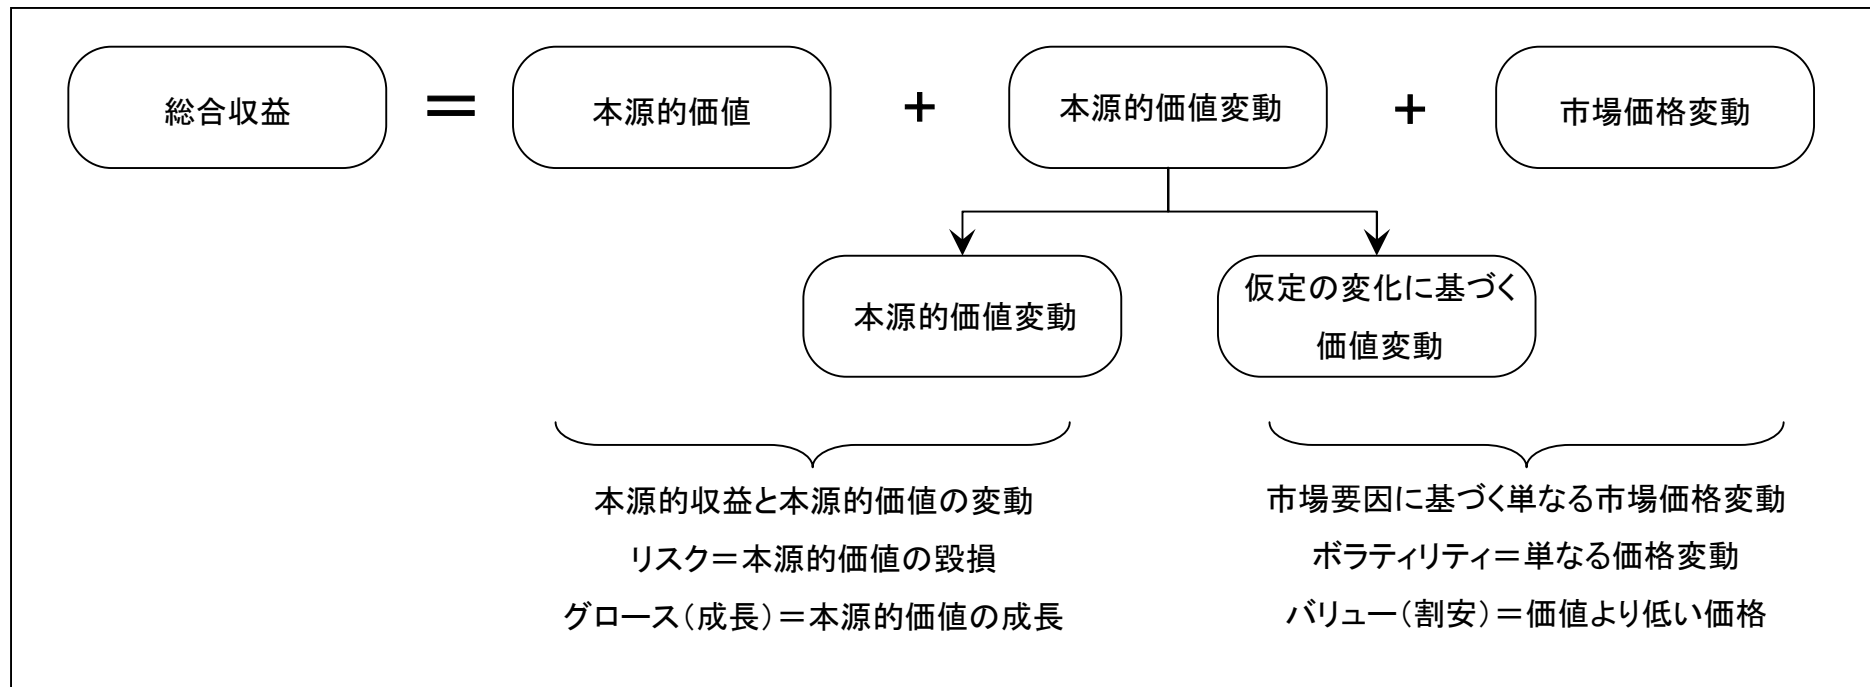 総合収益 = 本源的価値 + 本源的価値変動 + 市場価格変動
本源的価値変動
仮定の変化に基づく
価値変動
本源的収益と本源的価値の変動
リスク＝本源的価値の毀損
グロース（成長）＝本源的価値の成長
市場要因に基づく単なる市場価格変動
ボラティリティ＝単なる価格変動
バリュー（割安）＝価値より低い価格